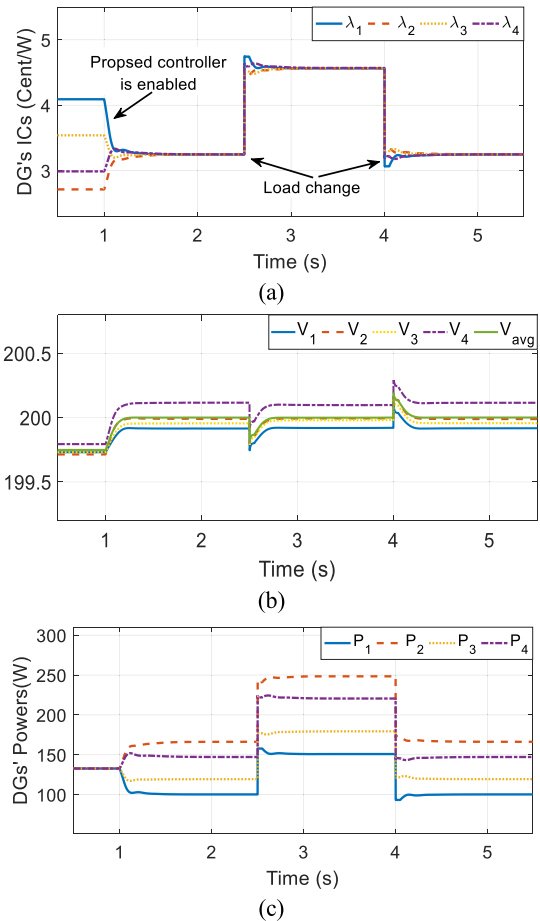 λ1 λ2 λ3 λ4
5
4
3
DG's ICs (Cent/W)
Propsed controller
is enabled
Load change
1 2 3 4 5
Time (s)
(a)
V1 V2 V3 V4 Vavg
200.5
200
199.5
1 2 3 4 5
Time (s)
(b)
P1 P2 P3 P4
300
250
200
150
100
DGs' Powers(W)
1 2 3 4 5
Time (s)
(c)